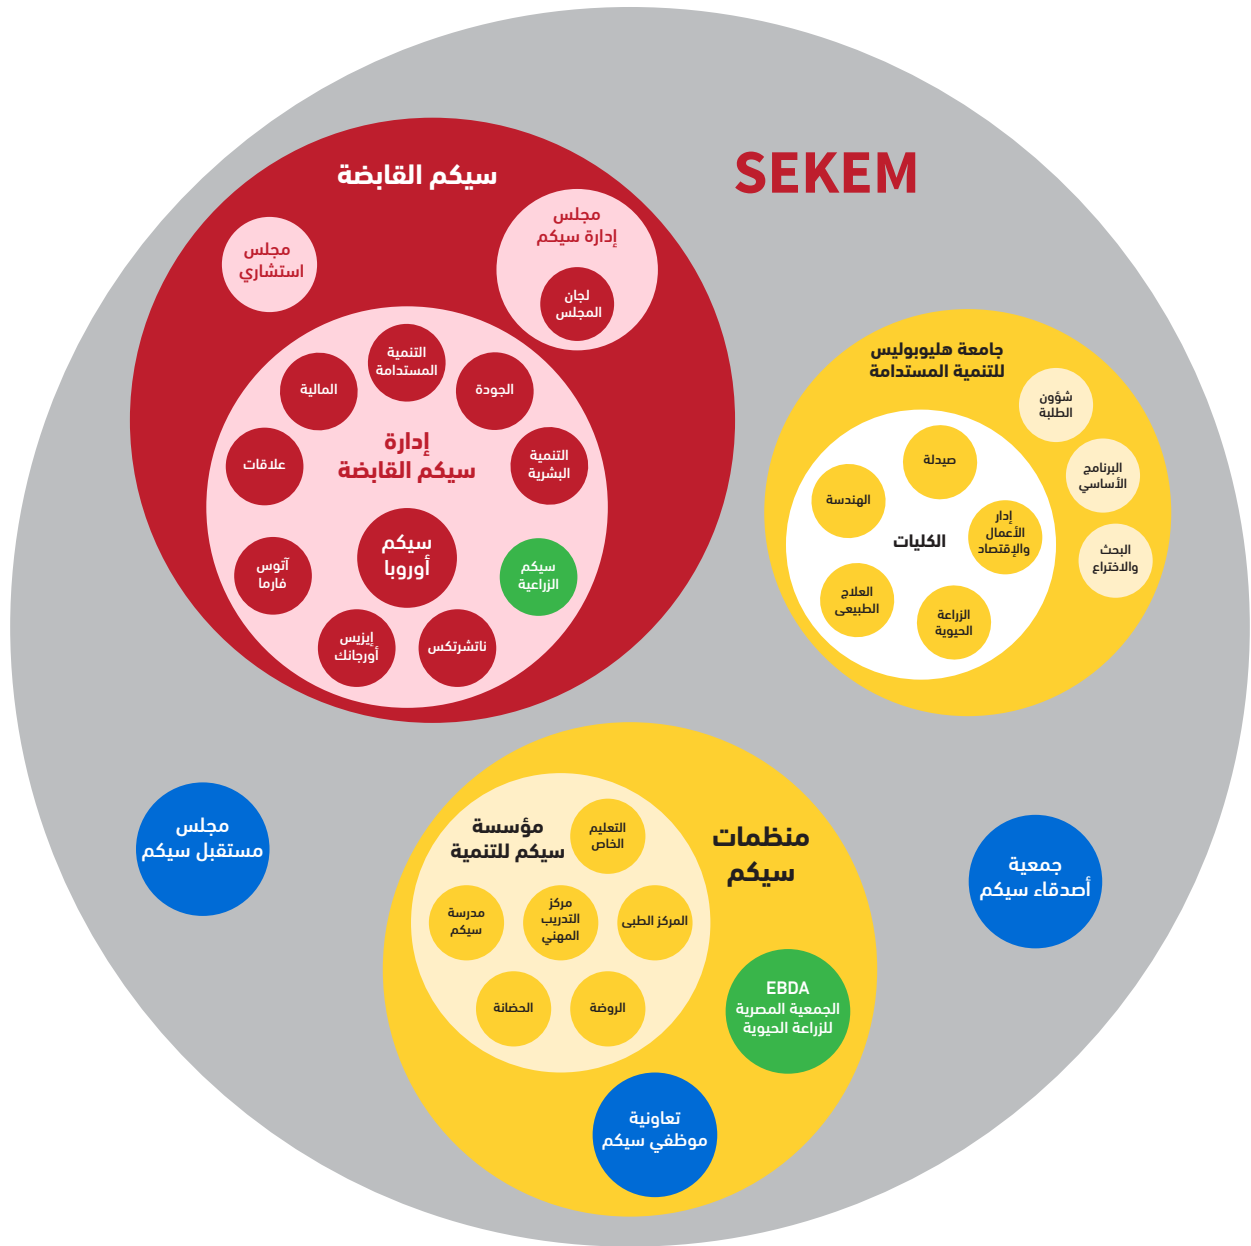 SEKEM
سيكم القابضة
مجلس
إدارة سيكم
لجان
المجلس
مجلس
استشاري
إدارة
سيكم القابضة
التنمية
المستدامة
الجودة
المالية
التنمية
البشرية
علاقات
سيكم
أوروبا
سيكم
الزراعية
آتوس
فارما
ناتشرتكس
إيزيس
أورجانك
جامعة هليوبوليس
للتنمية المستدامة
شؤون
الطلبة
البرنامج
الأساسي
البحث
والاختراع
الكليات
صيدلة
الهندسة
إدار
الأعمال
والإقتصاد
العلاج
الطبيعى
الزراعة
الحيوية
منظمات
سيكم
مؤسسة
سيكم للتنمية
التعليم
الخاص
المركز الطبى
مركز
التدريب
المهني
مدرسة
سيكم
الروضة
الحضانة
EBDA
الجمعية المصرية
للزراعة الحيوية
تعاونية
موظفي سيكم
جمعية
أصدقاء سيكم
مجلس
مستقبل سيكم